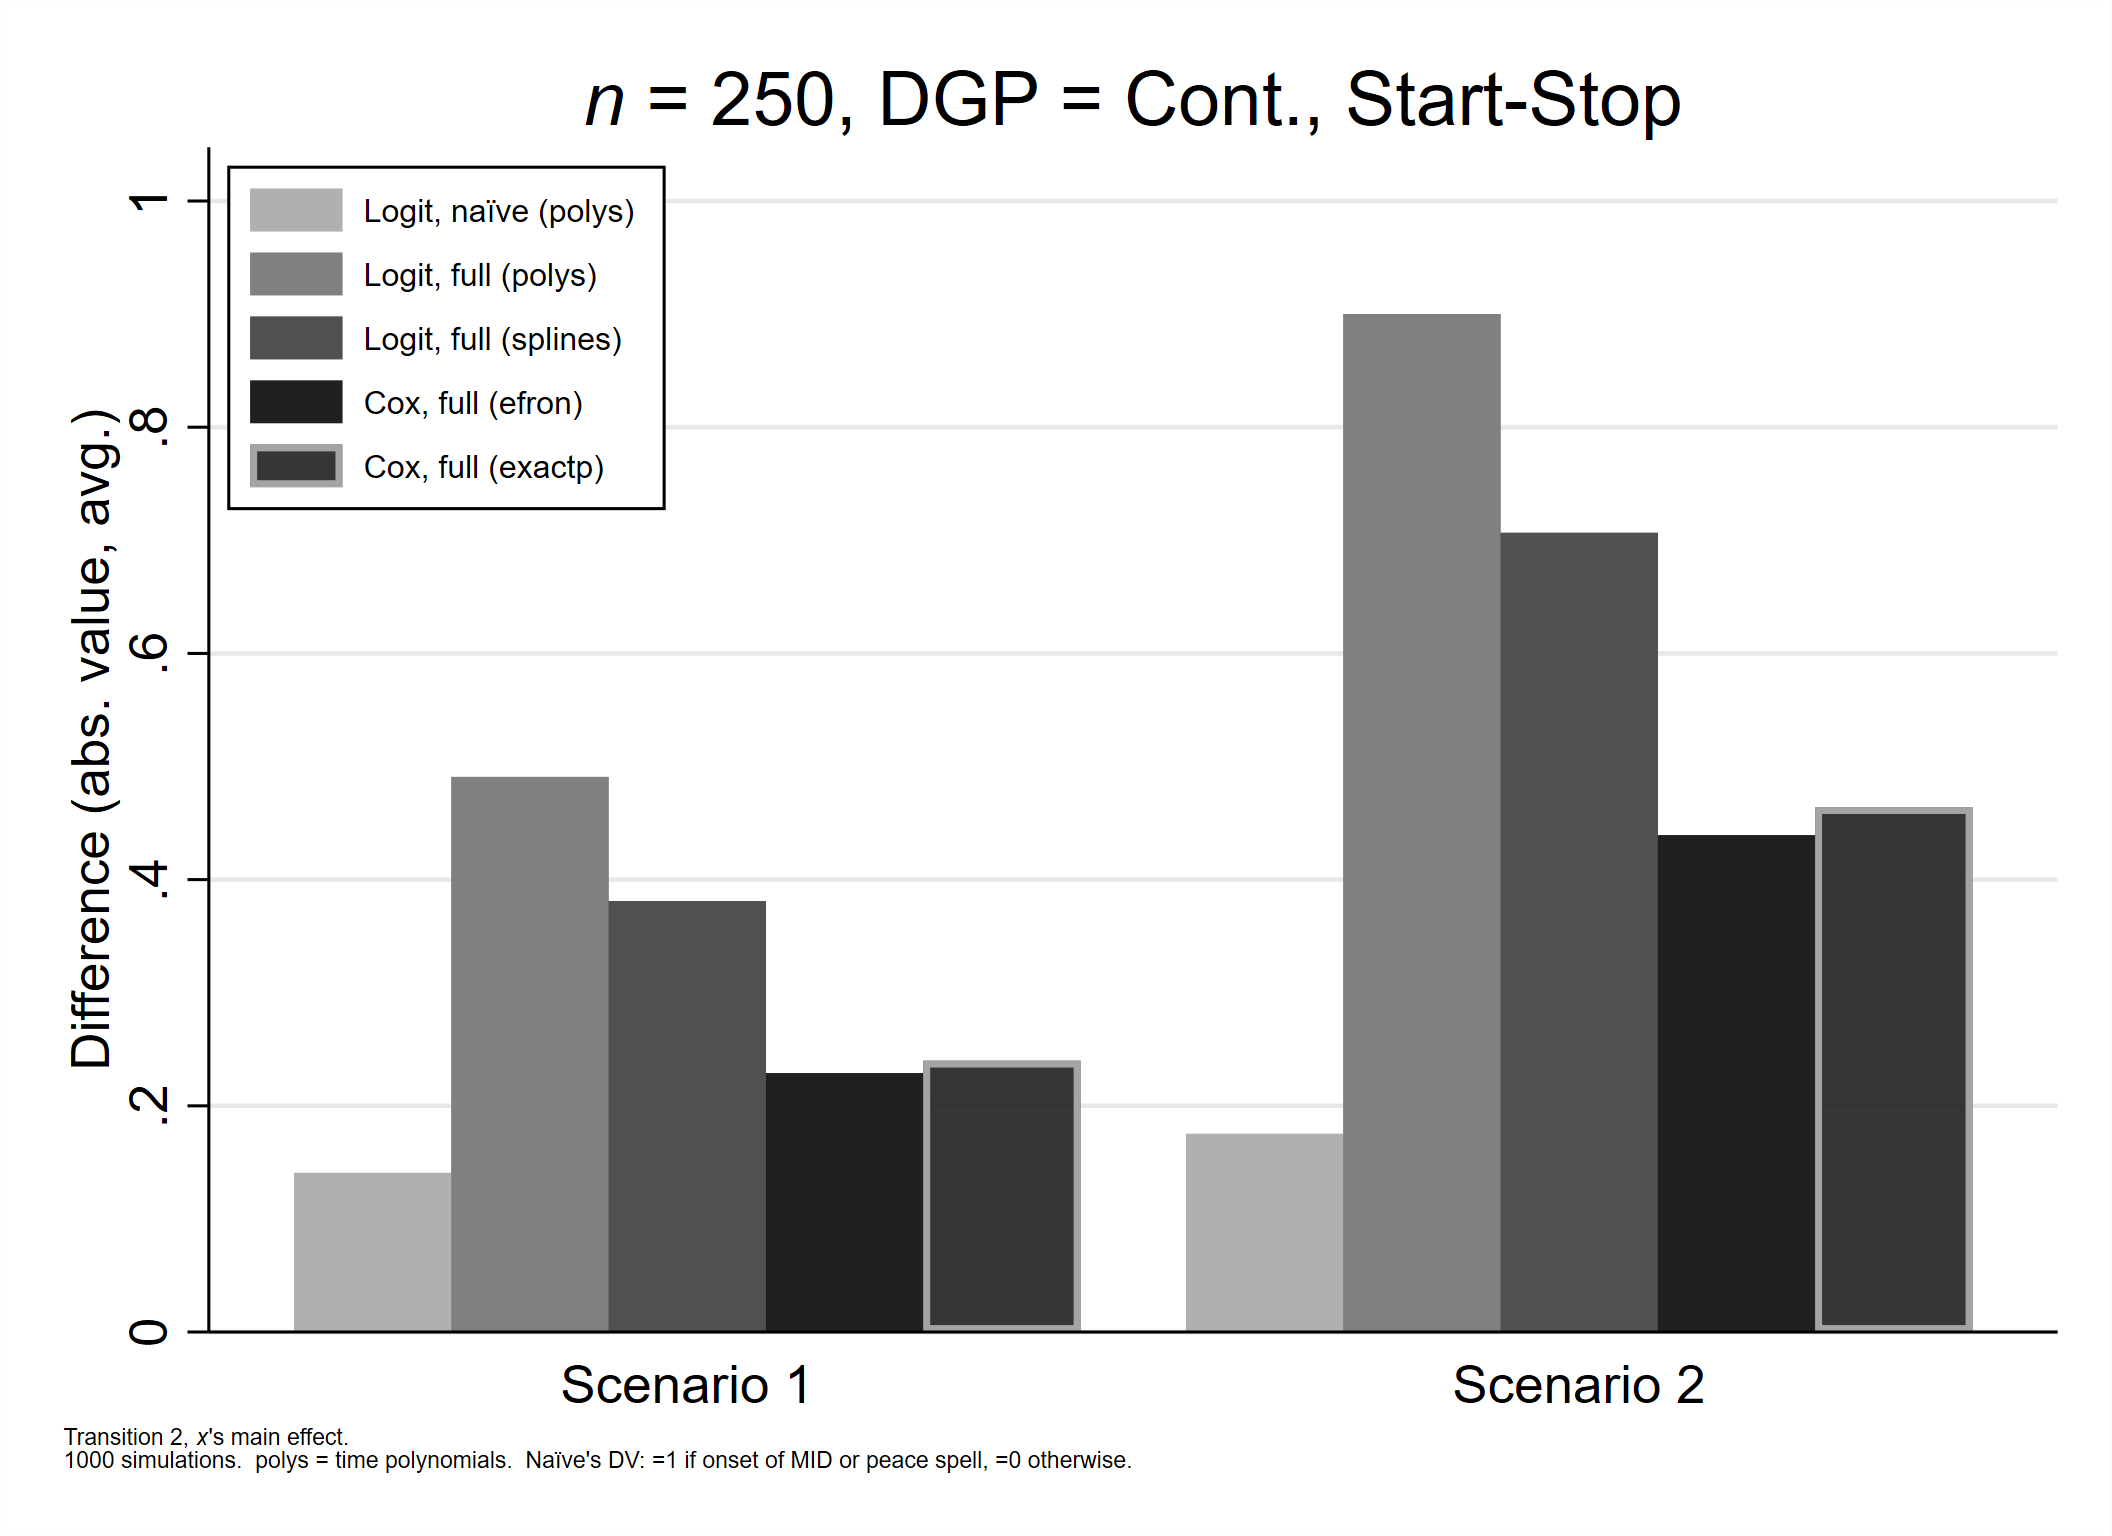 n = 250, DGP = Cont., Start-Stop
Logit, naïve (polys)
Logit, full (polys)
Logit, full (splines)
Cox, full (efron)
Cox, full (exactp)
Difference (abs. value, avg.)
1
.8
.6
.4
.2
0
Scenario 1
Scenario 2
Transition 2, x's main effect.
1000 simulations.  polys = time polynomials.  Naïve's DV: =1 if onset of MID or peace spell, =0 otherwise.